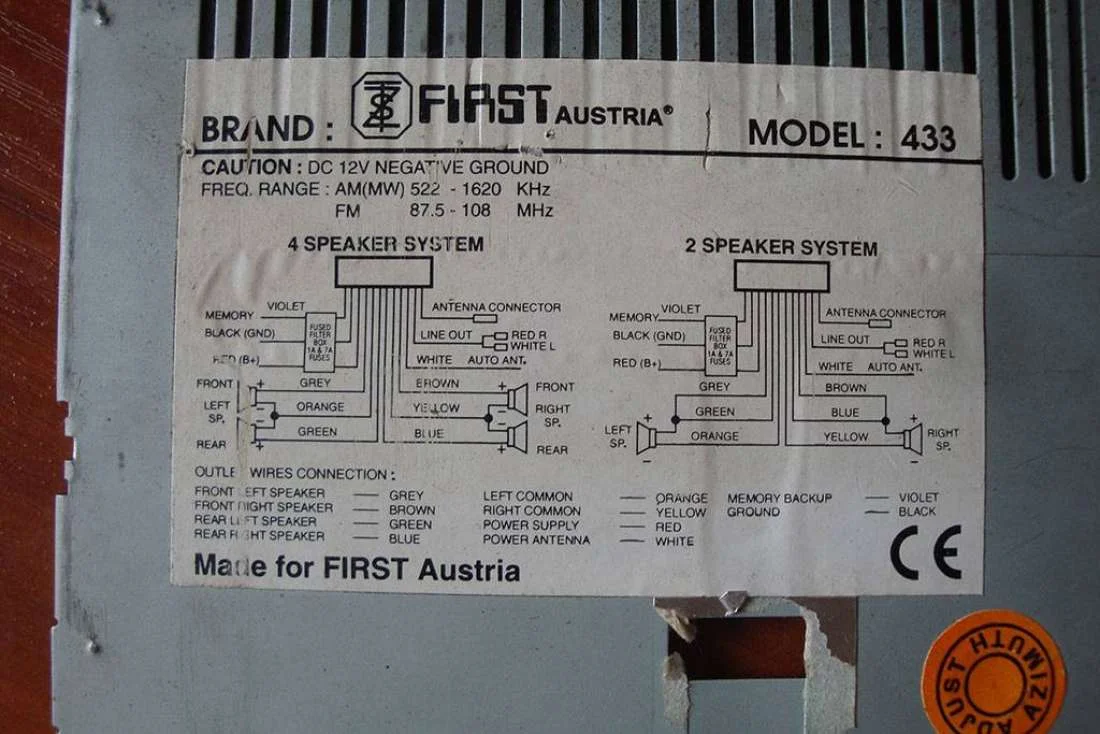 BRAND : FIRST AUSTRIA® MODEL : 433
CAUTION : DC 12V NEGATIVE GROUND
FREQ. RANGE : AM(MW) 522 - 1620 KHz
FM 87.5 - 108 MHz
4 SPEAKER SYSTEM
VIOLET
MEMORY
BLACK (GND)
RED (B+)
FUSED
FILTER
BOX
1A & 7A
FUSES
ANTENNA CONNECTOR
LINE OUT RED R
WHITE L
WHITE AUTO ANT.
FRONT + GREY BROWN + FRONT
LEFT
SP.
- ORANGE YELLOW -
RIGHT
SP.
-
REAR + GREEN BLUE + REAR
2 SPEAKER SYSTEM
VIOLET
MEMORY
BLACK (GND)
RED (B+)
FUSED
FILTER
BOX
1A & 7A
FUSES
ANTENNA CONNECTOR
LINE OUT RED R
WHITE L
WHITE AUTO ANT.
GREY BROWN
+ GREEN BLUE +
LEFT
SP.
ORANGE YELLOW
RIGHT
SP.
- -
OUTLET WIRES CONNECTION :
FRONT LEFT SPEAKER — GREY LEFT COMMON — ORANGE MEMORY BACKUP — VIOLET
FRONT RIGHT SPEAKER — BROWN RIGHT COMMON — YELLOW GROUND — BLACK
REAR LEFT SPEAKER — GREEN POWER SUPPLY — RED
REAR RIGHT SPEAKER — BLUE POWER ANTENNA — WHITE
Made for FIRST Austria CE
ADJUST AZIMUTH